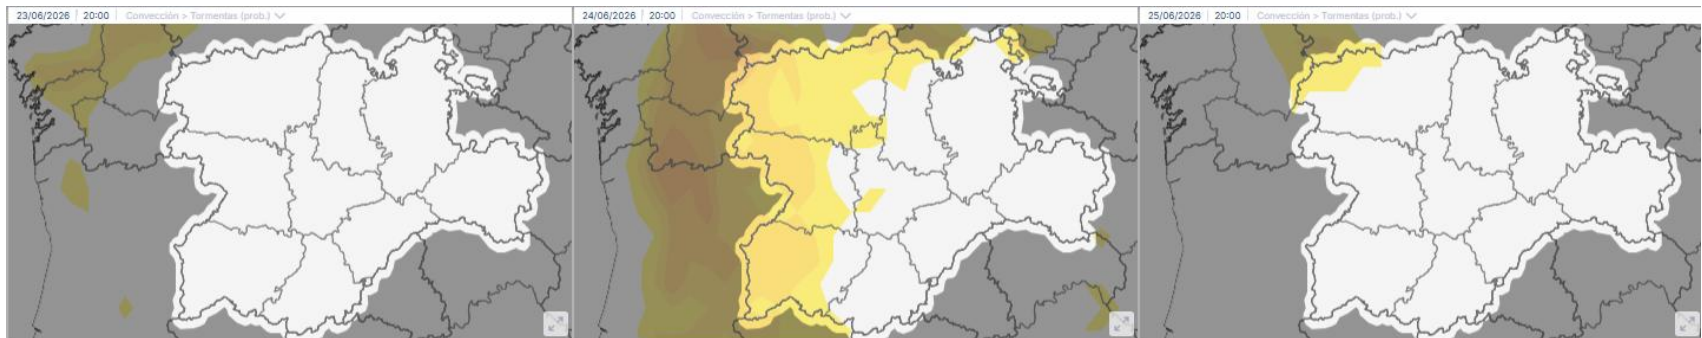 23/06/2026 20:00 Convección > Tormentas (prob.)
24/06/2026 20:00 Convección > Tormentas (prob.)
25/06/2026 20:00 Convección > Tormentas (prob.)